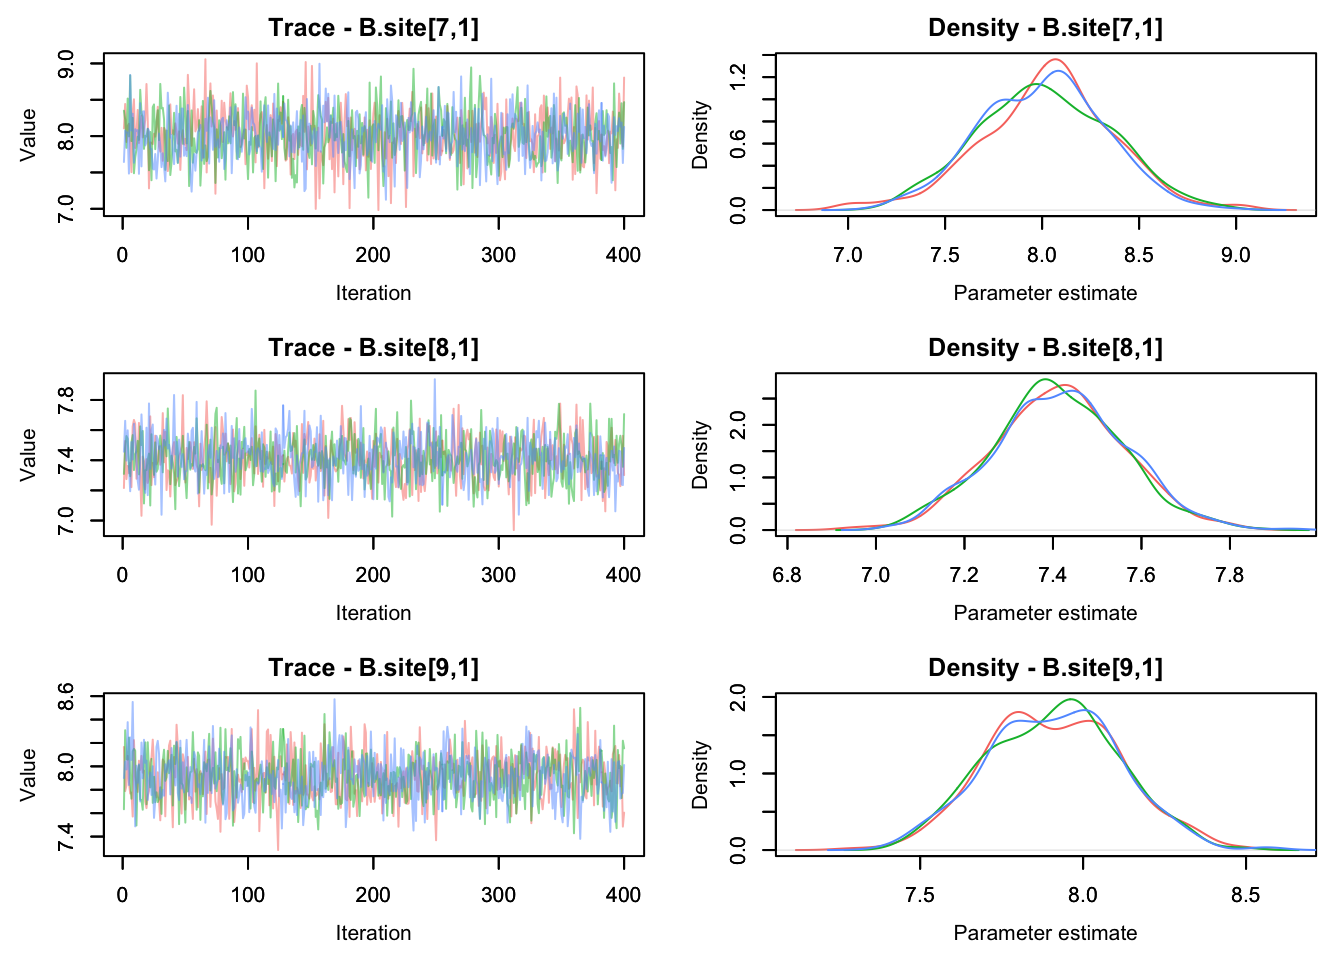 Trace - B.site[7,1]
Density - B.site[7,1]
Value
7.0 8.0 9.0
0 100 200 300 400
Iteration
Density
0.0 0.6 1.2
7.0 7.5 8.0 8.5 9.0
Parameter estimate
Trace - B.site[8,1]
Density - B.site[8,1]
Value
7.0 7.4 7.8
0 100 200 300 400
Iteration
Density
0.0 1.0 2.0
6.8 7.0 7.2 7.4 7.6 7.8
Parameter estimate
Trace - B.site[9,1]
Density - B.site[9,1]
Value
7.4 8.0 8.6
0 100 200 300 400
Iteration
Density
0.0 1.0 2.0
7.5 8.0 8.5
Parameter estimate